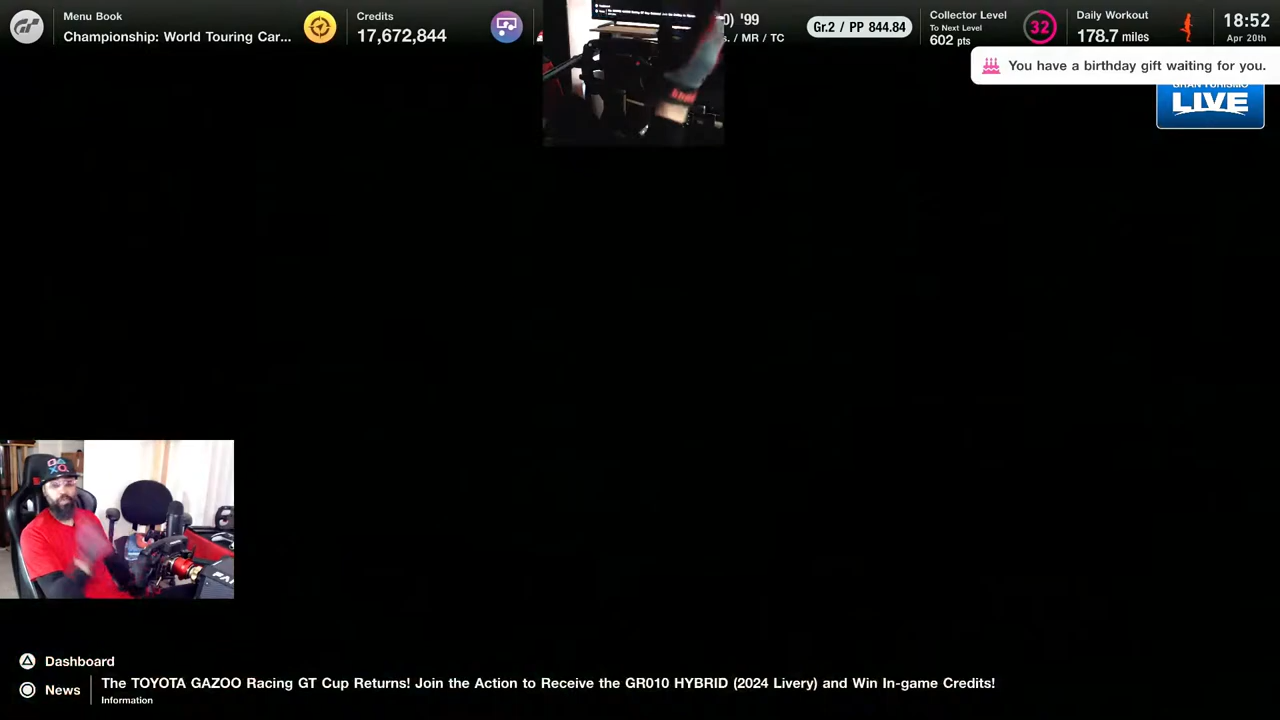 Menu Book
Championship: World Touring Car...
Credits
17,672,844
) '99
. / MR / TC
Gr.2 / PP 844.84
Collector Level
To Next Level
602 pts
32
Daily Workout
178.7 miles
18:52
Apr 20th
You have a birthday gift waiting for you.
GRAN TURISMO
LIVE
Dashboard
News
The TOYOTA GAZOO Racing GT Cup Returns! Join the Action to Receive the GR010 HYBRID (2024 Livery) and Win In-game Credits!
Information